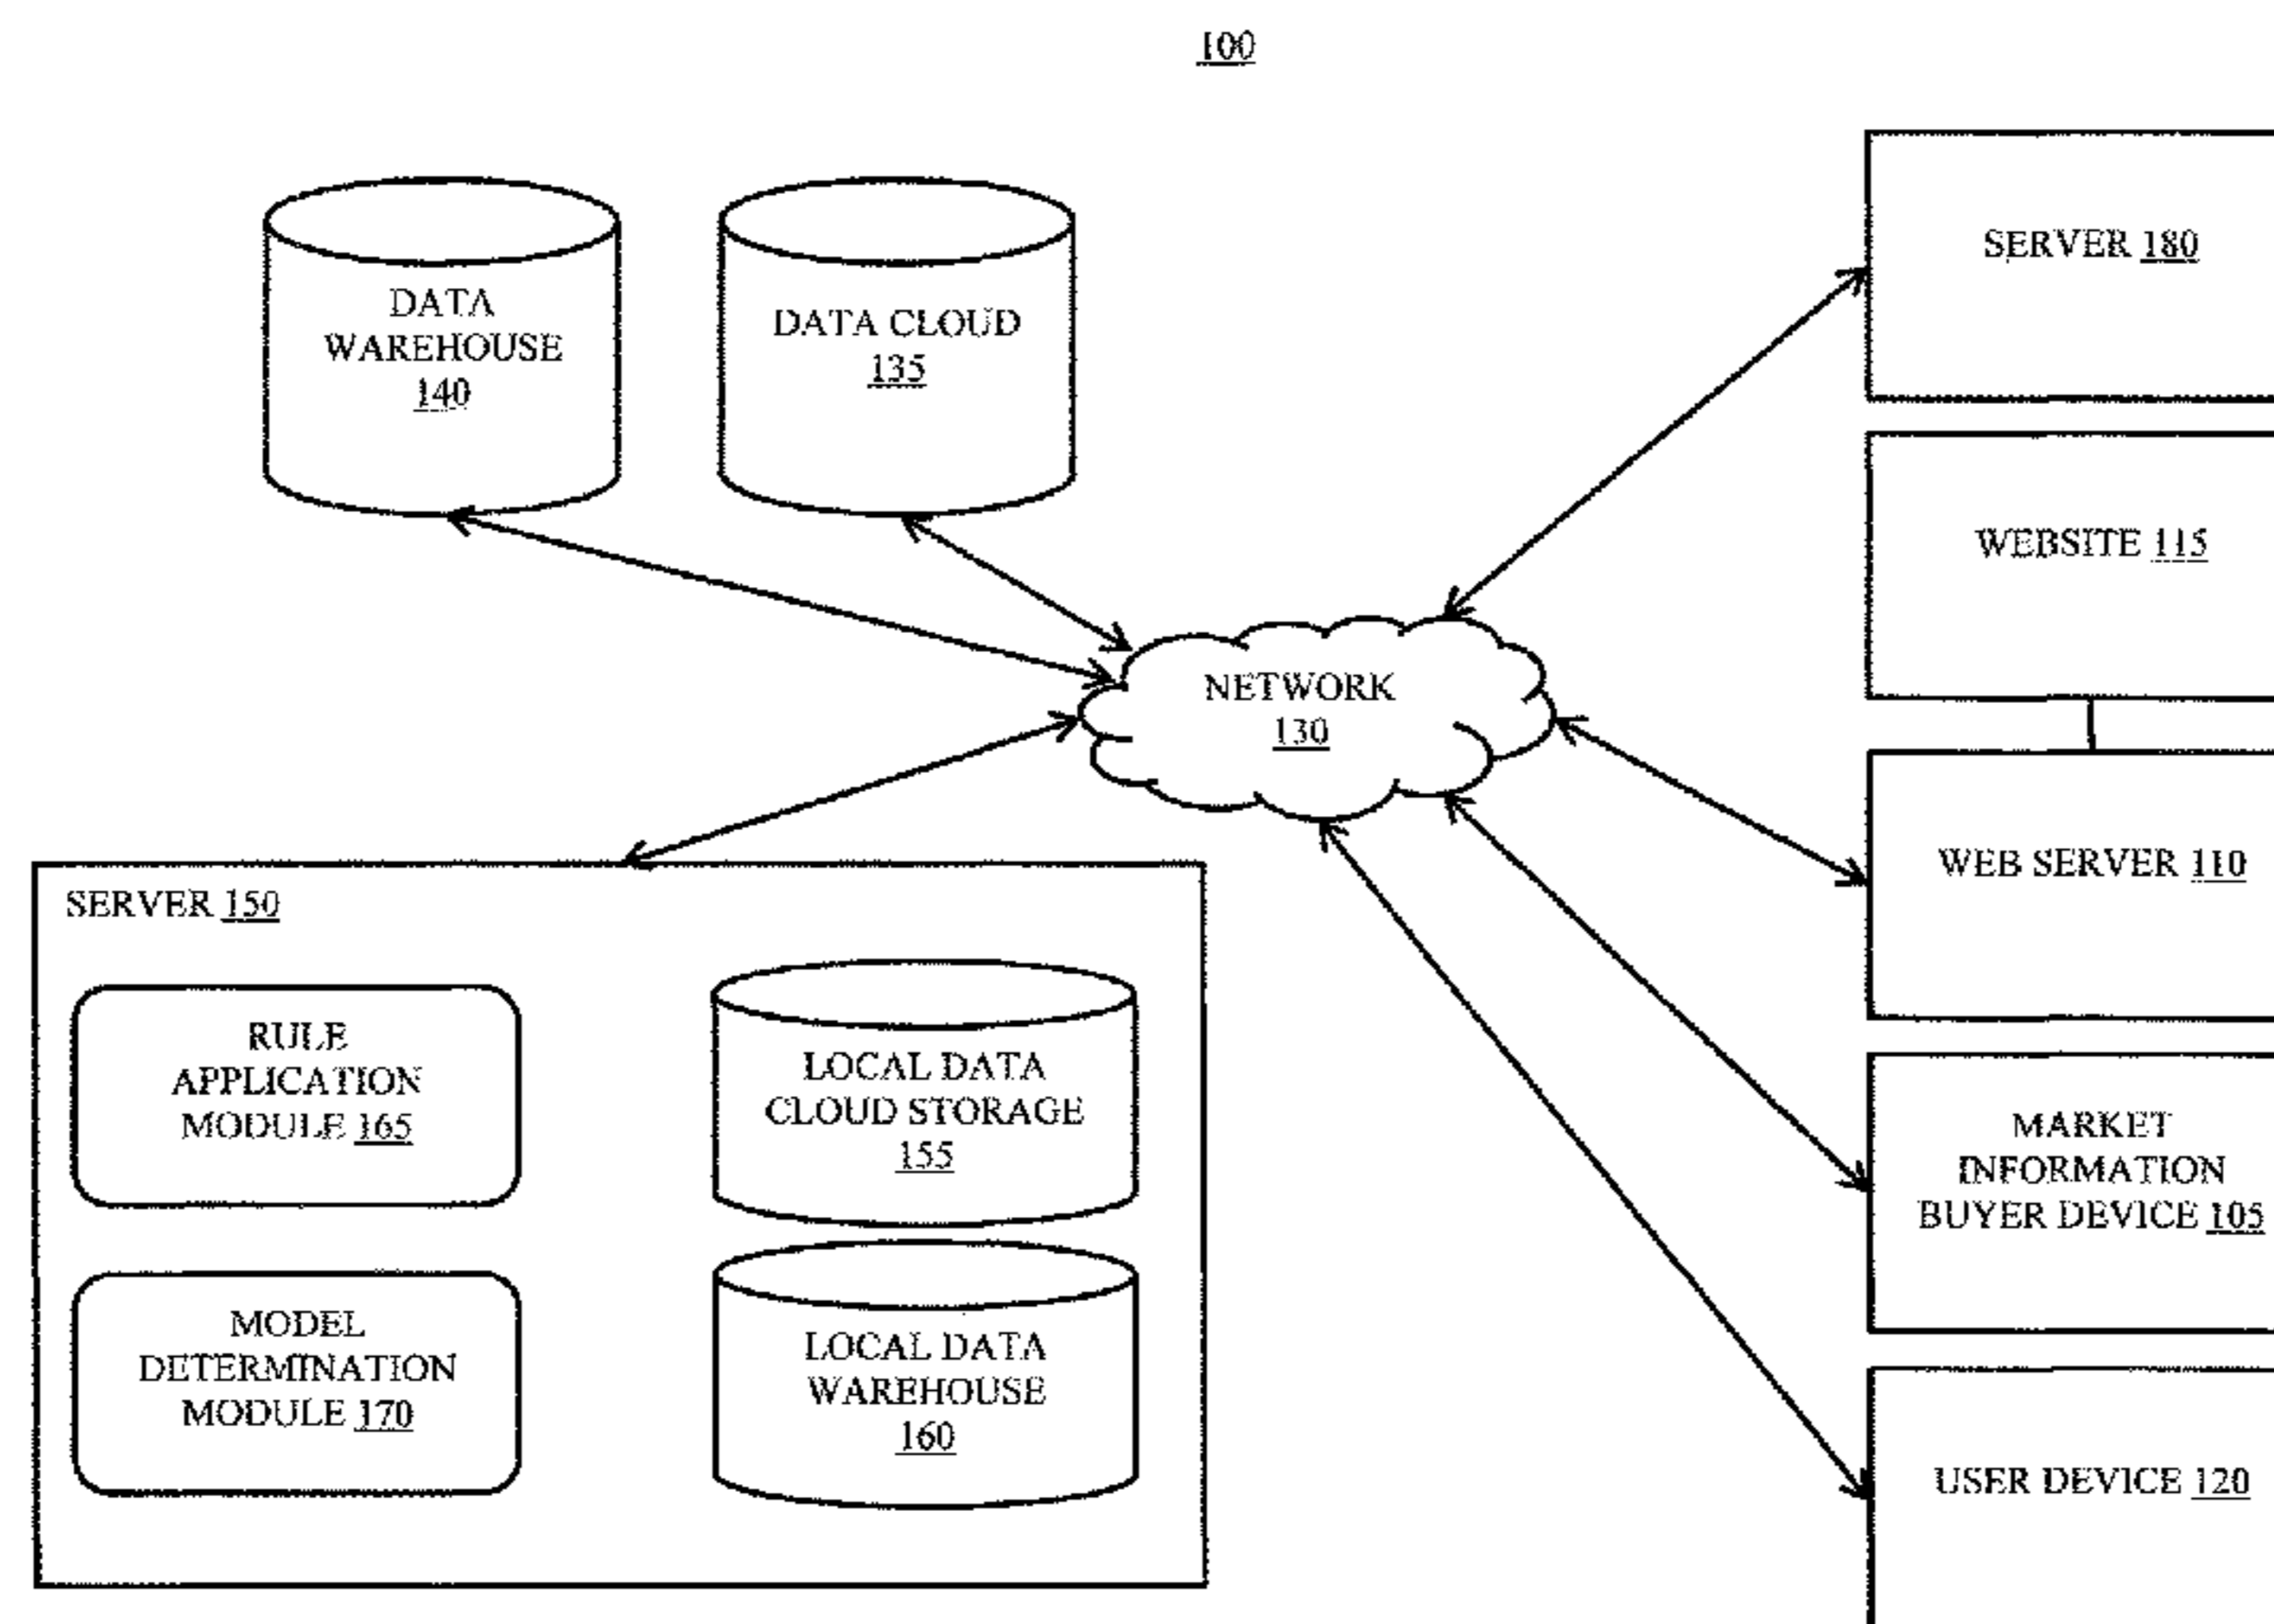 100
DATA
WAREHOUSE
140
DATA CLOUD
135
SERVER 180
WEBSITE 115
NETWORK
130
WEB SERVER 110
SERVER 150
RULE
APPLICATION
MODULE 165
LOCAL DATA
CLOUD STORAGE
155
MODEL
DETERMINATION
MODULE 170
LOCAL DATA
WAREHOUSE
160
MARKET
INFORMATION
BUYER DEVICE 105
USER DEVICE 120